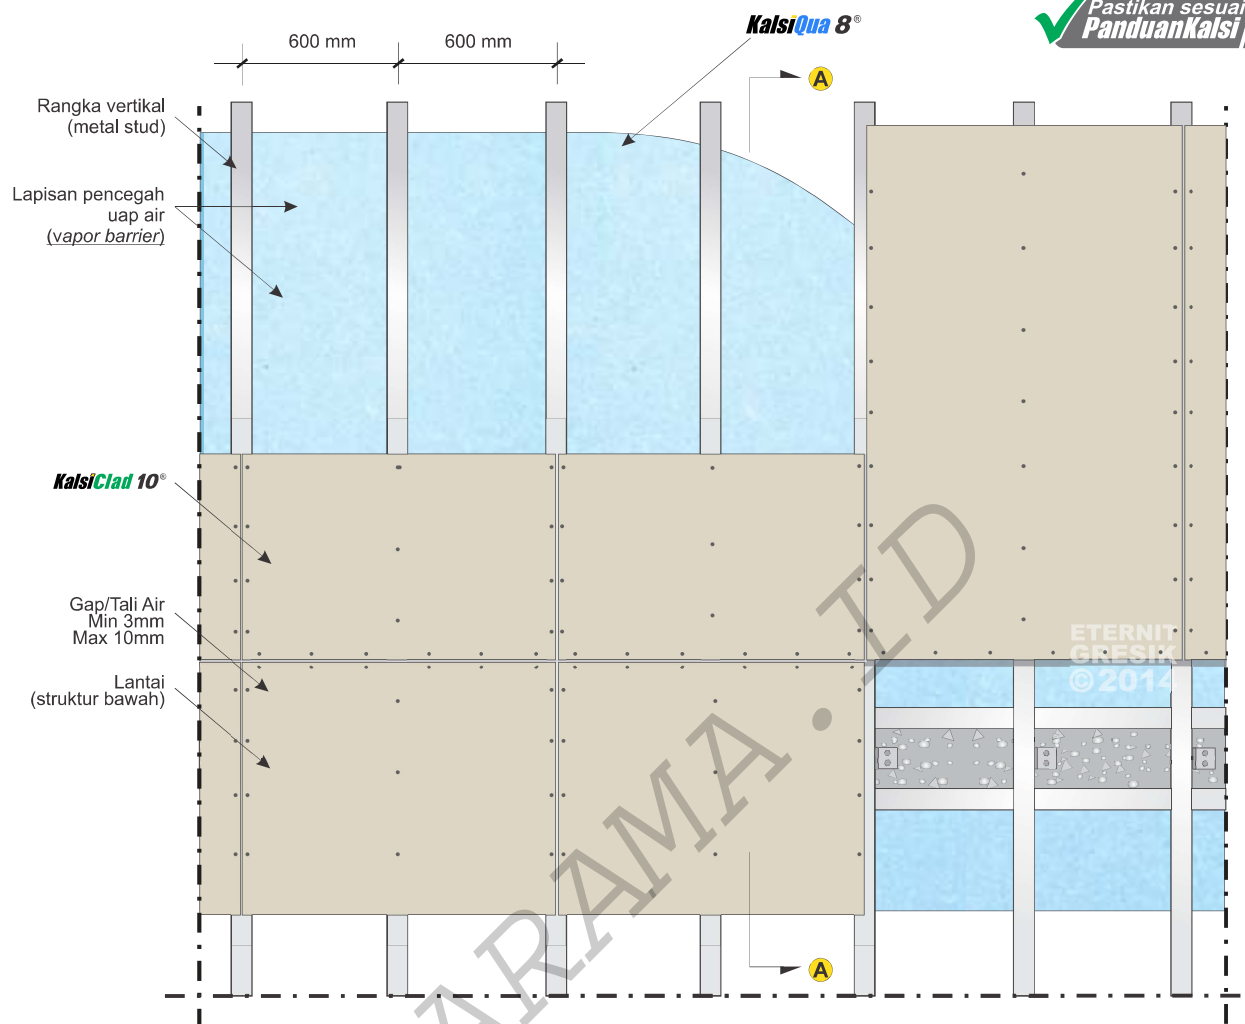 Pastikan sesuai
PanduanKalsi
KalsiQua 8®
600 mm
600 mm
A
Rangka vertikal
(metal stud)
Lapisan pencegah
uap air
(vapor barrier)
KalsiClad 10®
Gap/Tali Air
Min 3mm
Max 10mm
Lantai
(struktur bawah)
ETERNIT
GRESIK
© 2014
A
ARAMA.ID